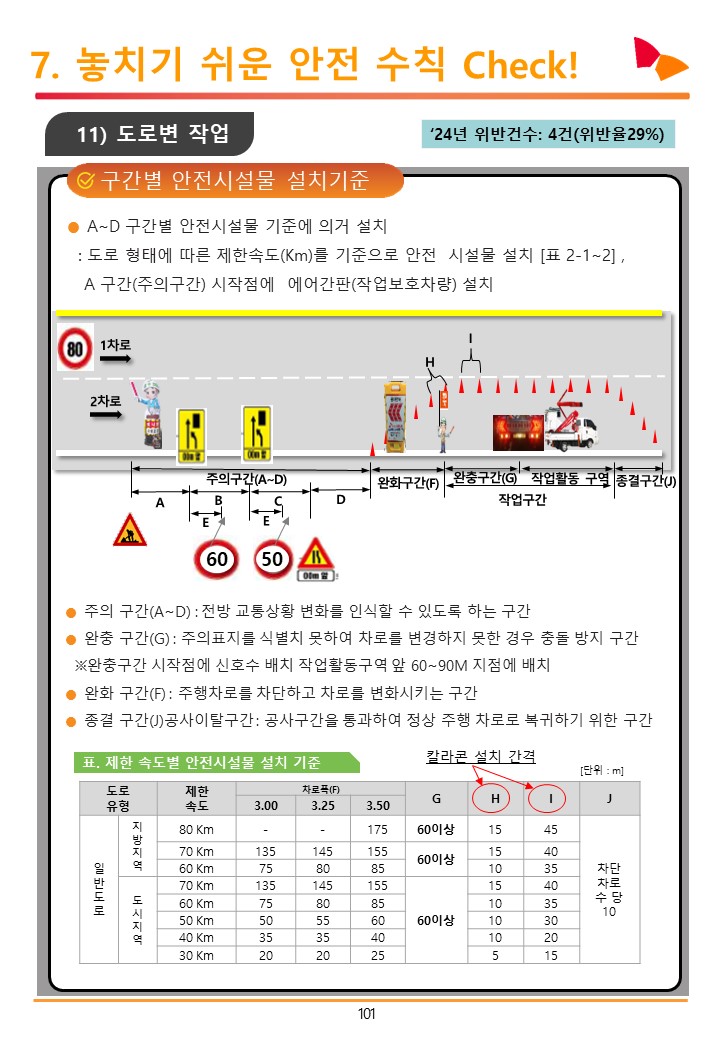 7. 놓치기 쉬운 안전 수칙 Check!
11) 도로변 작업
‘24년 위반건수: 4건(위반율29%)
구간별 안전시설물 설치기준
● A~D 구간별 안전시설물 기준에 의거 설치
: 도로 형태에 따른 제한속도(Km)를 기준으로 안전 시설물 설치 [표 2-1~2] ,
A 구간(주의구간) 시작점에 에어간판(작업보호차량) 설치
80
1차로
2차로
H
I
00m 앞
00m 앞
주의구간(A~D)
완화구간(F)
완충구간(G)
작업활동 구역
종결구간(J)
작업구간
A
B
C
D
E
E
60
50
00m 앞
● 주의 구간(A~D) : 전방 교통상황 변화를 인식할 수 있도록 하는 구간
● 완충 구간(G) : 주의표지를 식별치 못하여 차로를 변경하지 못한 경우 충돌 방지 구간
※완충구간 시작점에 신호수 배치 작업활동구역 앞 60~90M 지점에 배치
● 완화 구간(F) : 주행차로를 차단하고 차로를 변화시키는 구간
● 종결 구간(J)공사이탈구간 : 공사구간을 통과하여 정상 주행 차로로 복귀하기 위한 구간
표. 제한 속도별 안전시설물 설치 기준
칼라콘 설치 간격
[단위 : m]
도로 유형 제한 속도 차로폭(F) G H I J
3.00 3.25 3.50
일반도로 지방지역 80 Km - - 175 60이상 15 45 차단 차로 수 당 10
70 Km 135 145 155 60이상 15 40
60 Km 75 80 85 10 35
도시지역 70 Km 135 145 155 60이상 15 40
60 Km 75 80 85 10 35
50 Km 50 55 60 10 30
40 Km 35 35 40 10 20
30 Km 20 20 25 5 15
101